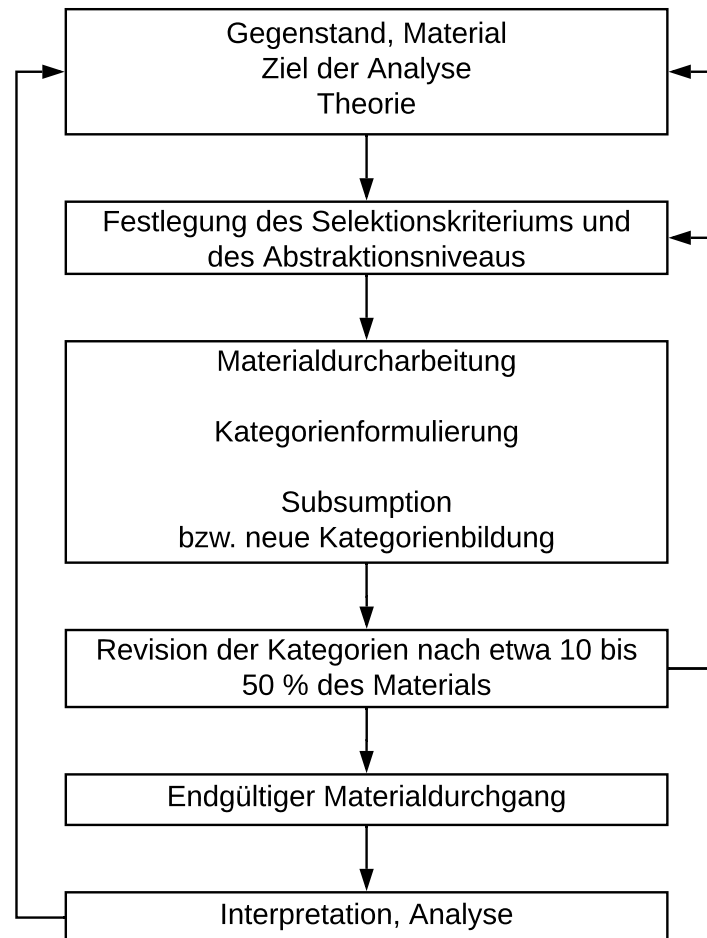 Gegenstand, Material
Ziel der Analyse
Theorie
Festlegung des Selektionskriteriums und
des Abstraktionsniveaus
Materialdurcharbeitung
Kategorienformulierung
Subsumption
bzw. neue Kategorienbildung
Revision der Kategorien nach etwa 10 bis
50 % des Materials
Endgültiger Materialdurchgang
Interpretation, Analyse